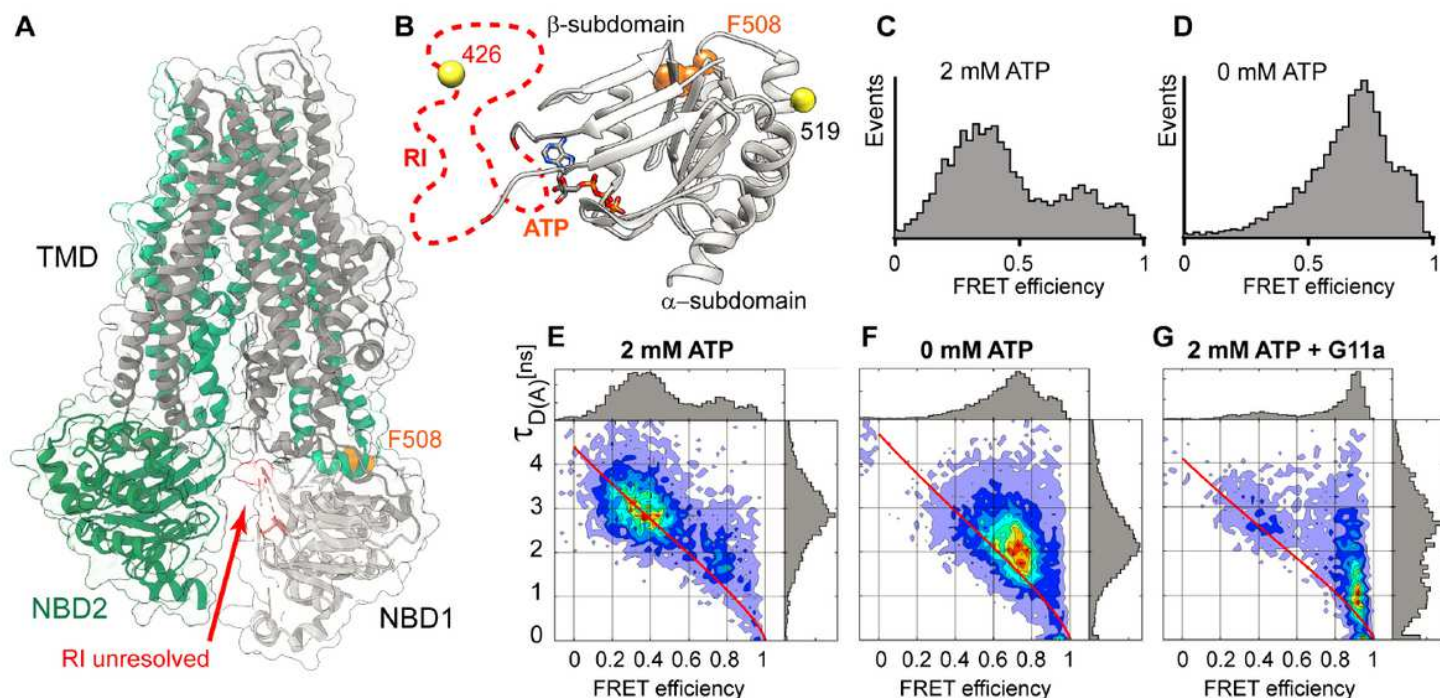 A
TMD
F508
NBD2
NBD1
RI unresolved
B
β-subdomain
F508
426
RI
519
ATP
α−subdomain
C
2 mM ATP
Events
0
0.5
1
FRET efficiency
D
0 mM ATP
Events
0
0.5
1
FRET efficiency
E
2 mM ATP
τD(A)[ns]
4
3
2
1
0
0 0.2 0.4 0.6 0.8 1
FRET efficiency
F
0 mM ATP
0 0.2 0.4 0.6 0.8 1
FRET efficiency
G
2 mM ATP + G11a
0 0.2 0.4 0.6 0.8 1
FRET efficiency